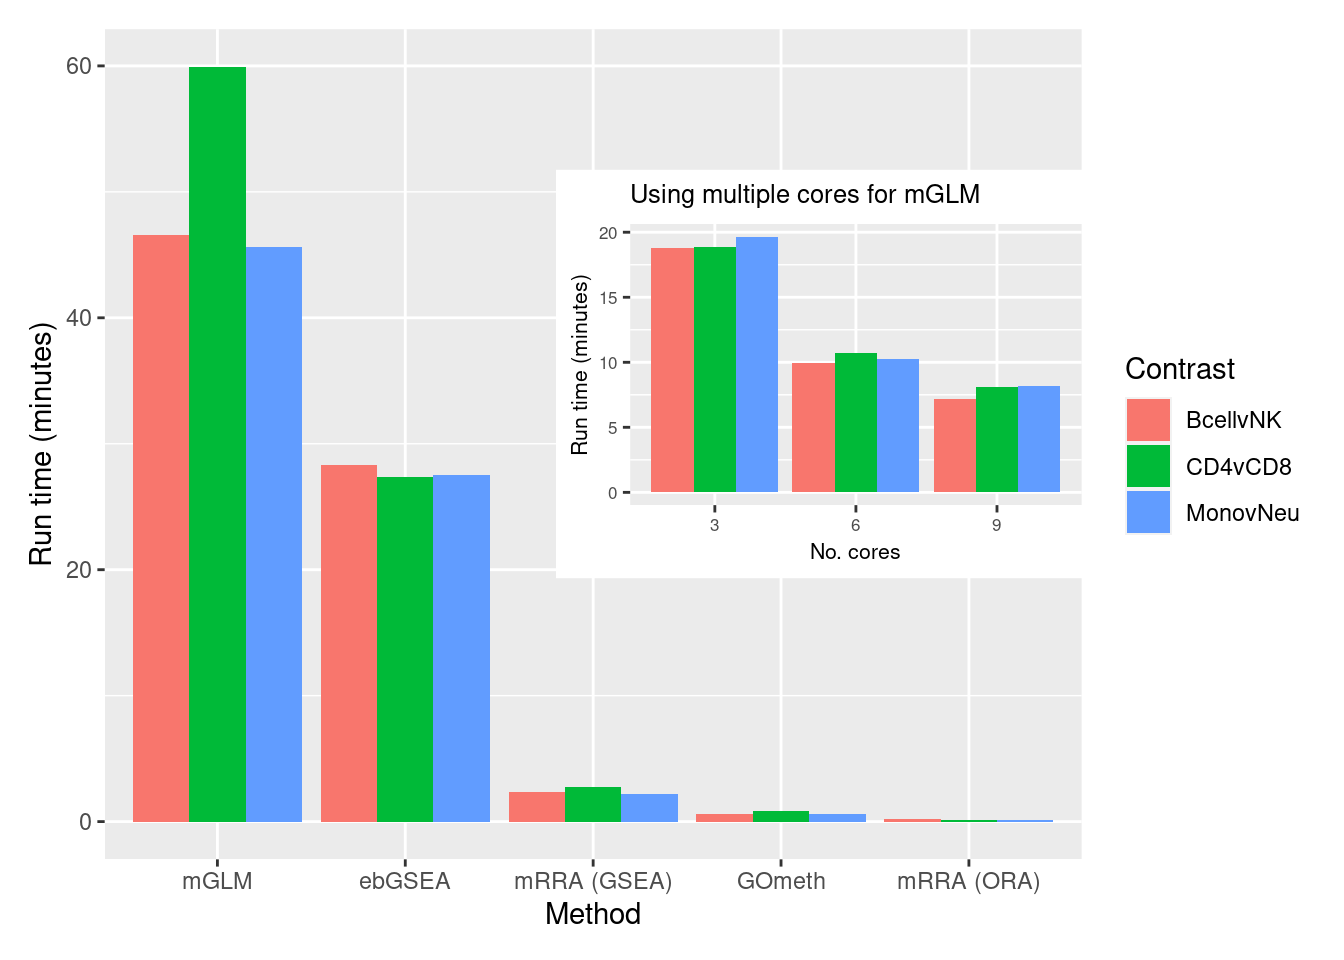 60
40
20
0
Run time (minutes)
mGLM
ebGSEA
mRRA (GSEA)
GOmeth
mRRA (ORA)
Method
Using multiple cores for mGLM
20
15
10
5
0
Run time (minutes)
3
6
9
No. cores
Contrast
BcellvNK
CD4vCD8
MonovNeu